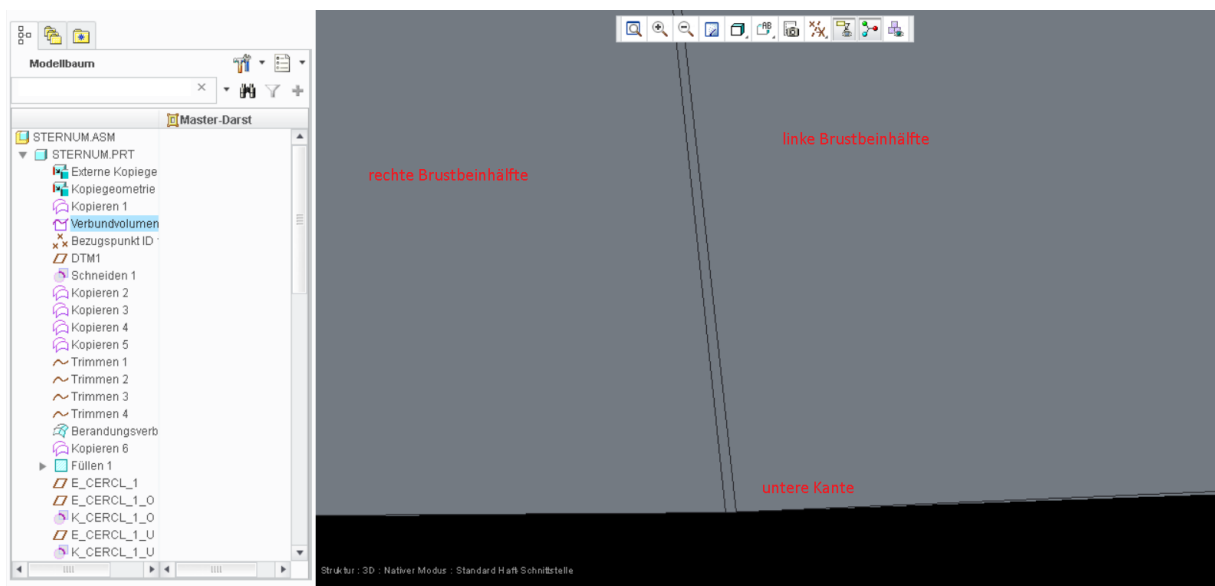 Modellbaum
Master-Darst
STERNUM.ASM
STERNUM.PRT
Externe Kopiege
Kopiegeometrie
Kopieren 1
Verbundvolumen
Bezugspunkt ID
DTM1
Schneiden 1
Kopieren 2
Kopieren 3
Kopieren 4
Kopieren 5
Trimmen 1
Trimmen 2
Trimmen 3
Trimmen 4
Berandungsverb
Kopieren 6
Füllen 1
E_CERCL_1
E_CERCL_1_O
K_CERCL_1_O
E_CERCL_1_U
K_CERCL_1_U
linke Brustbeinhälfte
rechte Brustbeinhälfte
untere Kante
Struktur : 3D : Nativer Modus : Standard Haft- Schnittstelle